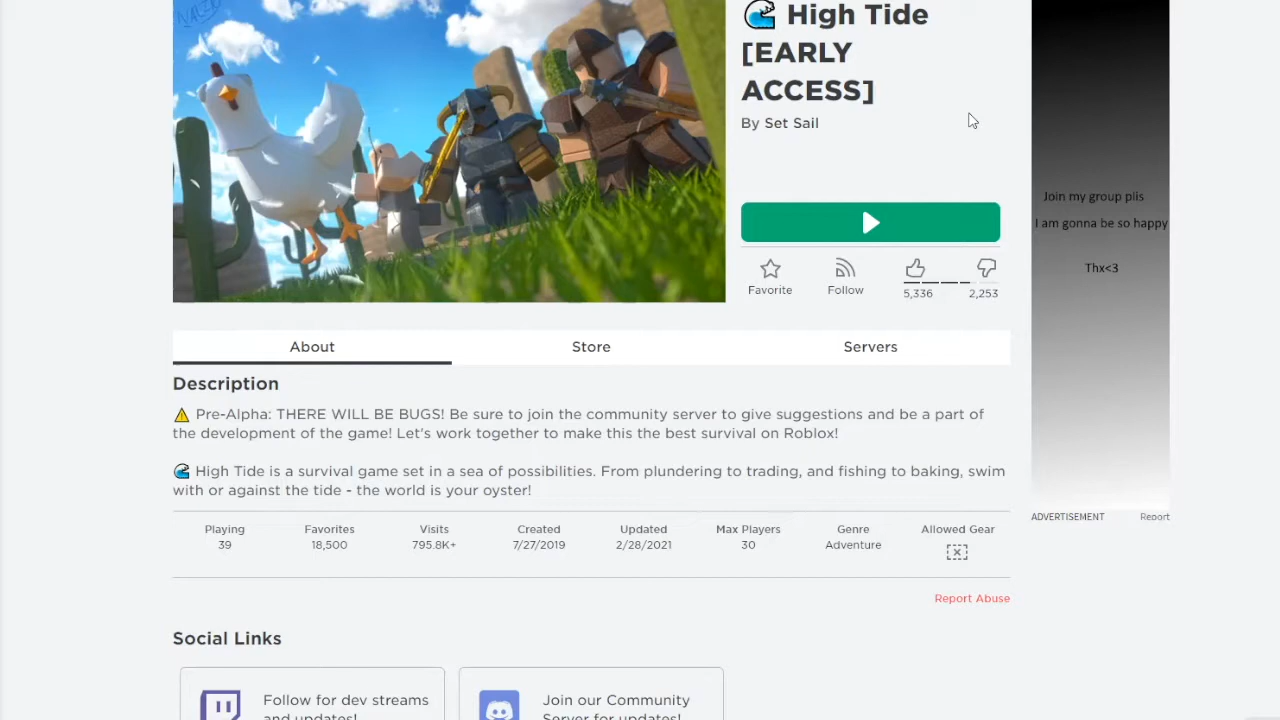 High Tide
[EARLY
ACCESS]
By Set Sail
Favorite
Follow
5,336
2,253
Join my group plis
I am gonna be so happy
Thx<3
ADVERTISEMENT
Report
About
Store
Servers
Description
Pre-Alpha: THERE WILL BE BUGS! Be sure to join the community server to give suggestions and be a part of
the development of the game! Let's work together to make this the best survival on Roblox!
High Tide is a survival game set in a sea of possibilities. From plundering to trading, and fishing to baking, swim
with or against the tide - the world is your oyster!
Playing
39
Favorites
18,500
Visits
795.8K+
Created
7/27/2019
Updated
2/28/2021
Max Players
30
Genre
Adventure
Allowed Gear
Report Abuse
Social Links
Follow for dev streams
and updates!
Join our Community
Server for updates!